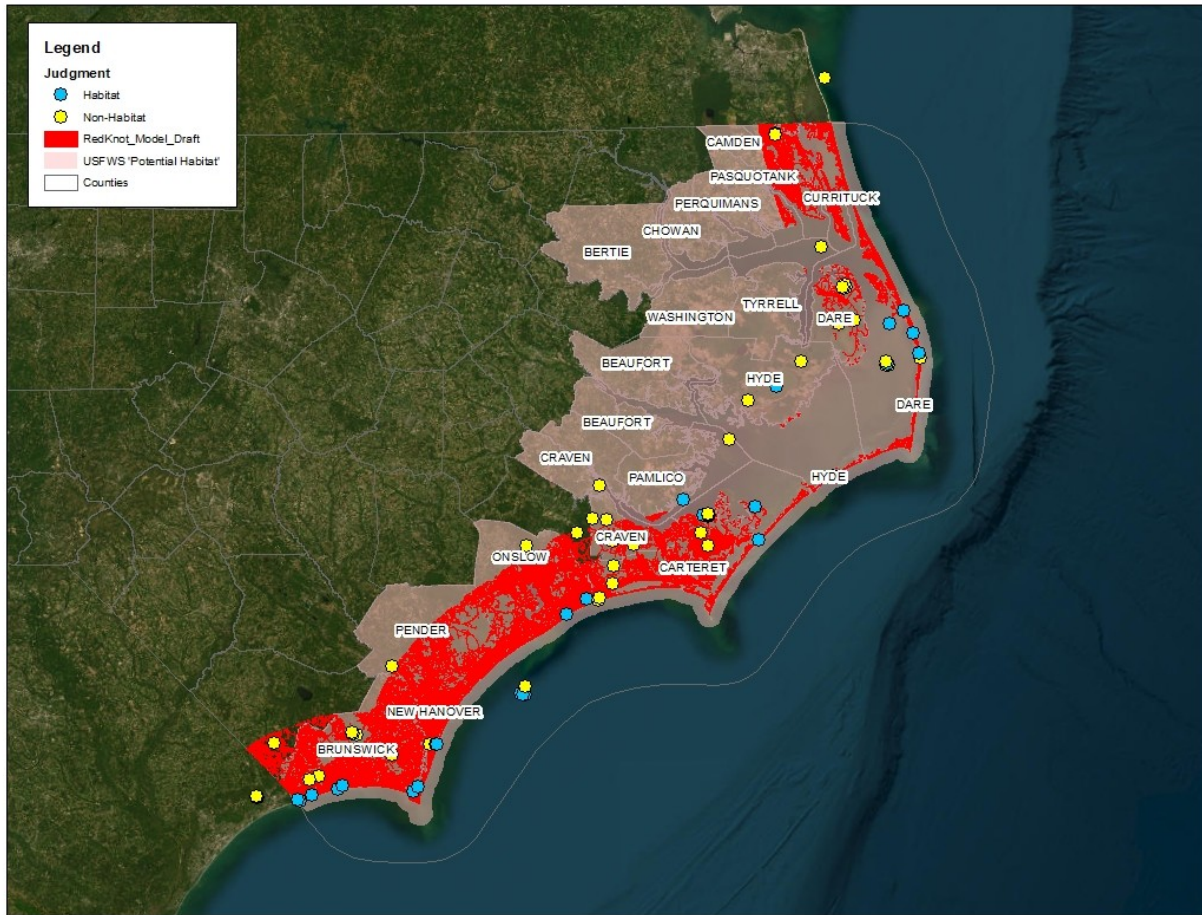 Legend
Judgment
Habitat
Non-Habitat
RedKnot_Model_Draft
USFWS 'Potential Habitat'
Counties
CAMDEN
PASQUOTANK
CURRITUCK
PERQUIMANS
CHOWAN
BERTIE
TYRRELL
WASHINGTON
DARE
BEAUFORT
HYDE
DARE
BEAUFORT
CRAVEN
PAMLICO
HYDE
CRAVEN
ONSLOW
CARTERET
PENDER
NEW HANOVER
BRUNSWICK